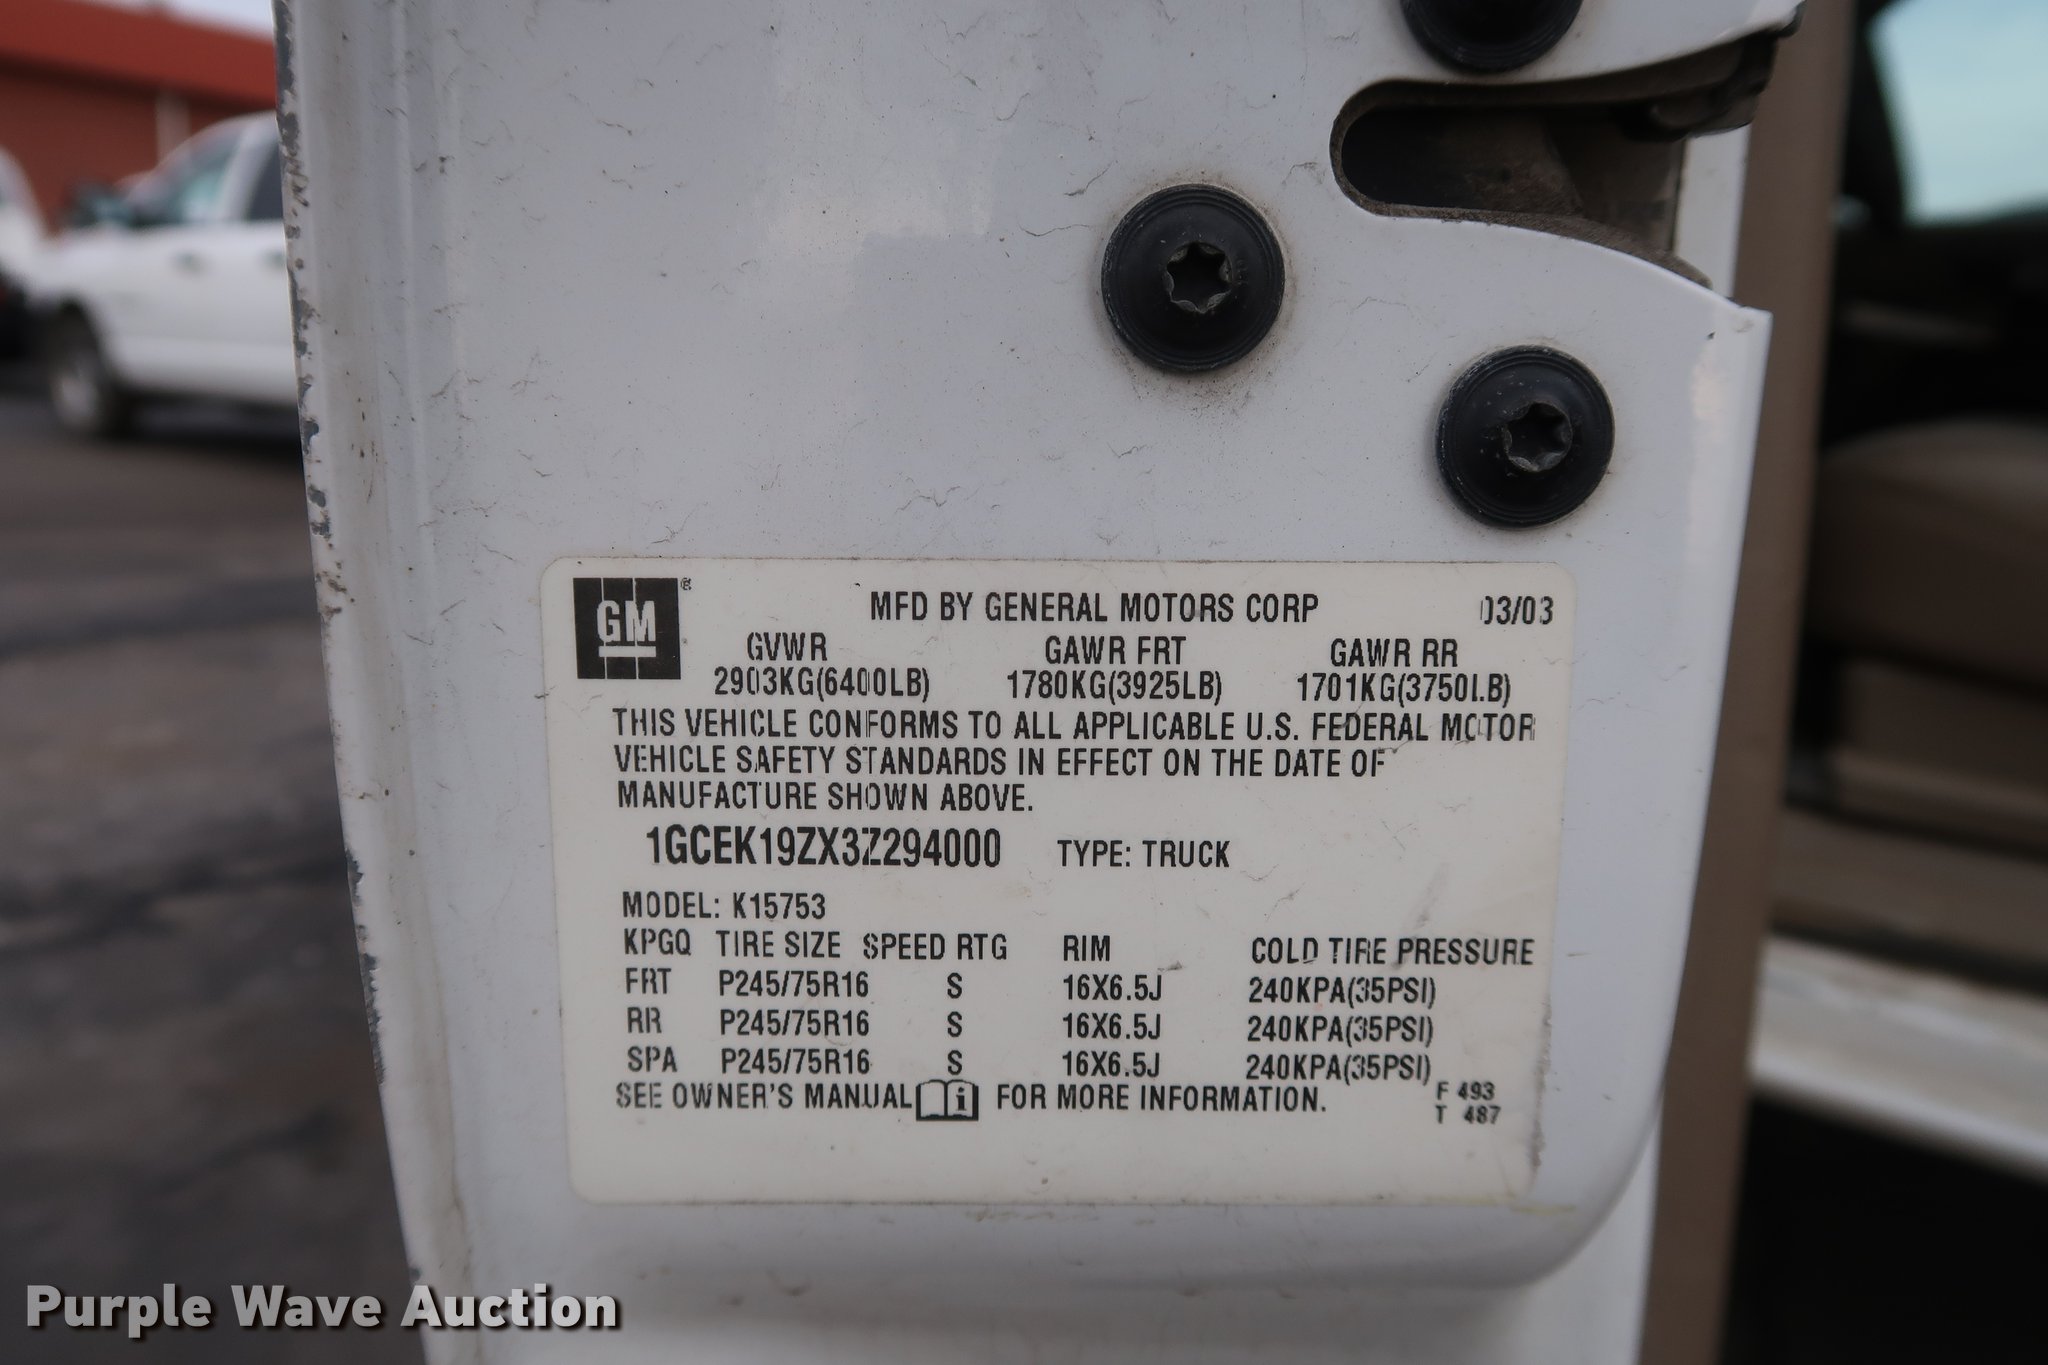 GM®
MFD BY GENERAL MOTORS CORP 03/03
GVWR GAWR FRT GAWR RR
2903KG(6400LB) 1780KG(3925LB) 1701KG(3750LB)
THIS VEHICLE CONFORMS TO ALL APPLICABLE U.S. FEDERAL MOTOR
VEHICLE SAFETY STANDARDS IN EFFECT ON THE DATE OF
MANUFACTURE SHOWN ABOVE.
1GCEK19ZX3Z294000 TYPE: TRUCK
MODEL: K15753
KPGQ TIRE SIZE SPEED RTG RIM COLD TIRE PRESSURE
FRT P245/75R16 S 16X6.5J 240KPA(35PSI)
RR P245/75R16 S 16X6.5J 240KPA(35PSI)
SPA P245/75R16 S 16X6.5J 240KPA(35PSI)
SEE OWNER'S MANUAL FOR MORE INFORMATION.
F 493
T 487
Purple Wave Auction